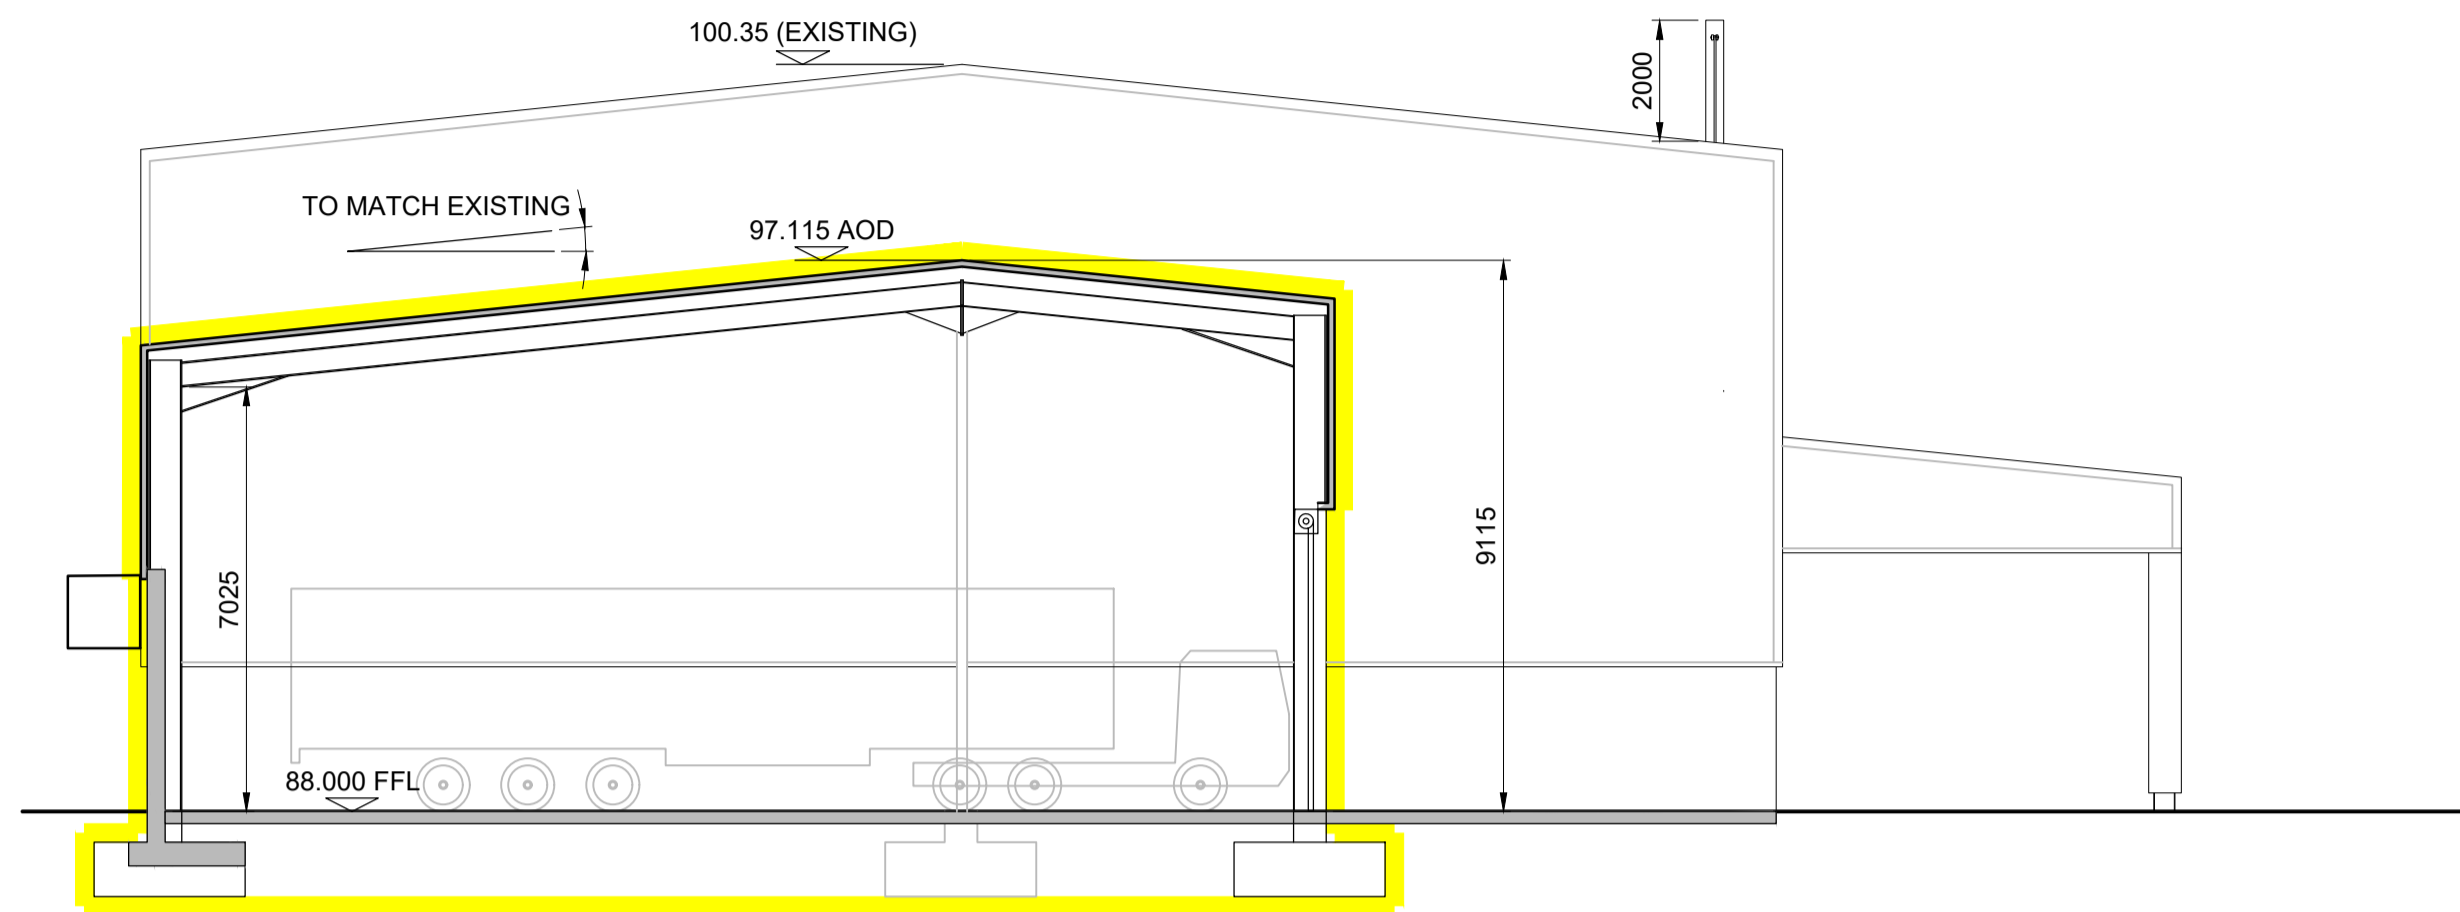 100.35 (EXISTING)
2000
TO MATCH EXISTING
97.115 AOD
9115
7025
88.000 FFL